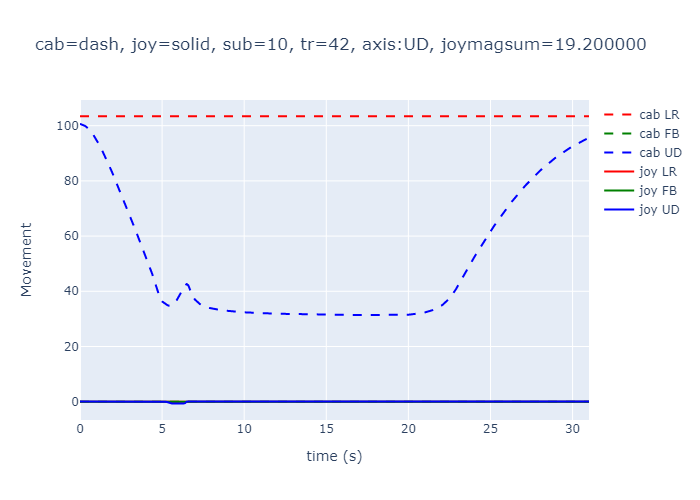 cab=dash, joy=solid, sub=10, tr=42, axis:UD, joymagsum=19.200000
cab LR
cab FB
cab UD
joy LR
joy FB
joy UD
Movement
100
80
60
40
20
0
0 5 10 15 20 25 30
time (s)